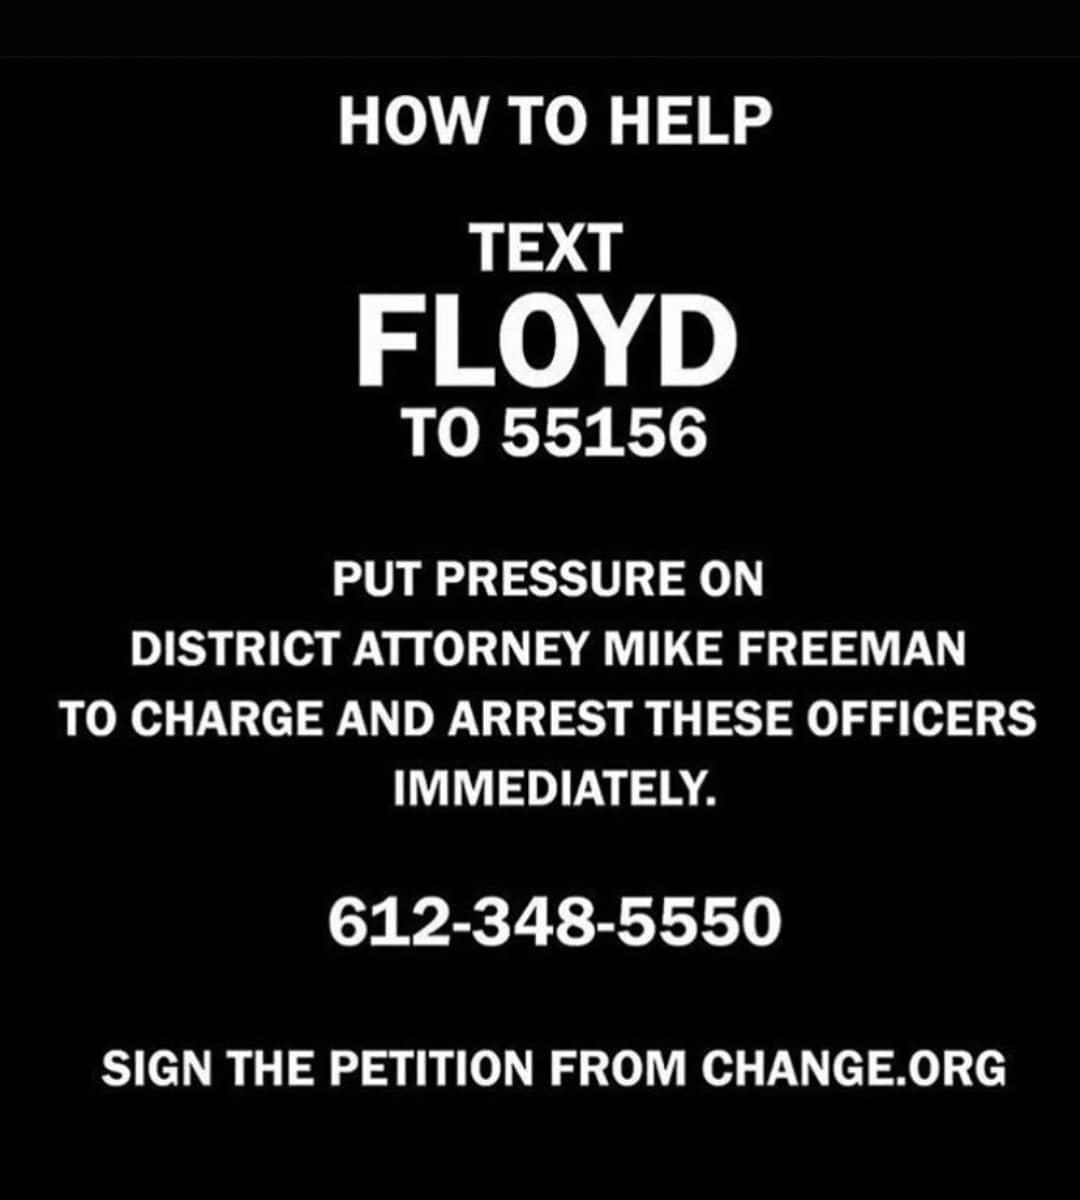 HOW TO HELP
TEXT
FLOYD
TO 55156
PUT PRESSURE ON
DISTRICT ATTORNEY MIKE FREEMAN
TO CHARGE AND ARREST THESE OFFICERS
IMMEDIATELY.
612-348-5550
SIGN THE PETITION FROM CHANGE.ORG